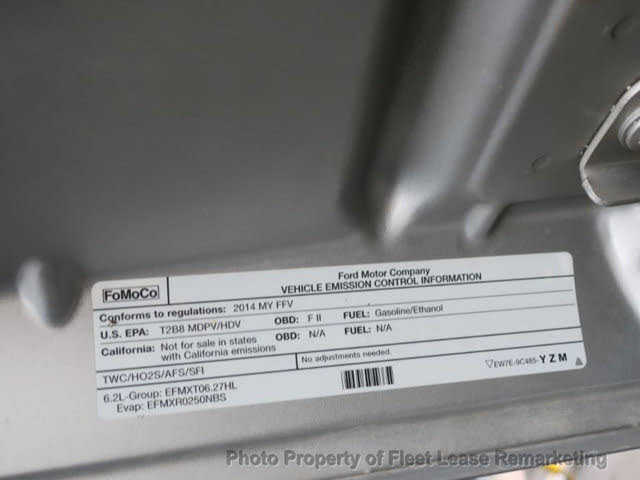 FoMoCo
Ford Motor Company
VEHICLE EMISSION CONTROL INFORMATION
Conforms to regulations: 2014 MY FFV
U.S. EPA: T2B8 MDPV/HDV OBD: F II FUEL: Gasoline/Ethanol
California: Not for sale in states with California emissions OBD: N/A FUEL: N/A
TWC/HO2S/AFS/SFI
No adjustments needed.
6.2L-Group: EFMXT06.27HL
Evap: EFMXR0250NBS
▽EW7E-9C485-YZM
Photo Property of Fleet Lease Remarketing